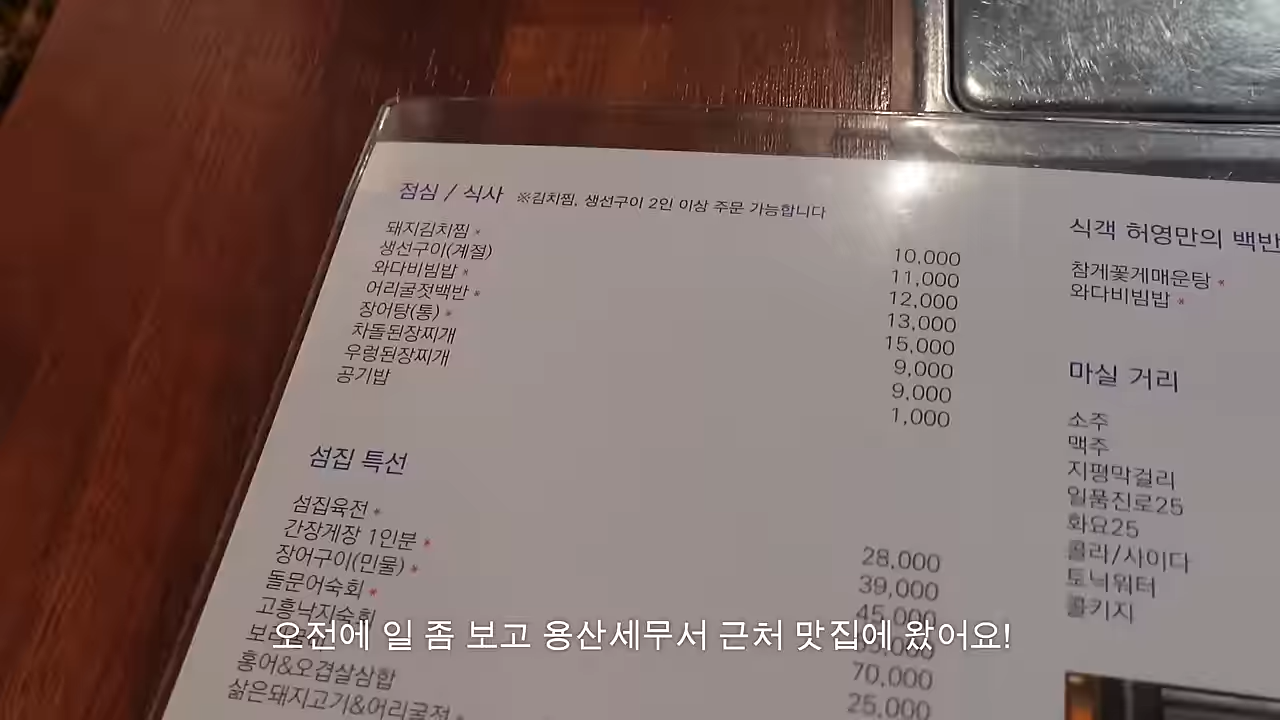 점심 / 식사 ※김치찜, 생선구이 2인 이상 주문 가능합니다
돼지김치찜 * 10,000
생선구이(계절) 11,000
와다비빔밥 * 12,000
어리굴젓백반 * 13,000
장어탕(통) * 15,000
차돌된장찌개 9,000
우렁된장찌개 9,000
공기밥 1,000
섬집 특선
섬집육전 * 28,000
간장게장 1인분 * 39,000
장어구이(민물) * 45,000
돌문어숙회 *
고흥낙지숙회 70,000
25,000
홍어&오겹살삼합
삶은돼지고기&어리굴젓 *
식객 허영만의 백반
참게꽃게매운탕 *
와다비빔밥 *
마실 거리
소주
맥주
지평막걸리
일품진로25
화요25
콜라/사이다
토닉워터
콜키지
오전에 일 좀 보고 용산세무서 근처 맛집에 왔어요!